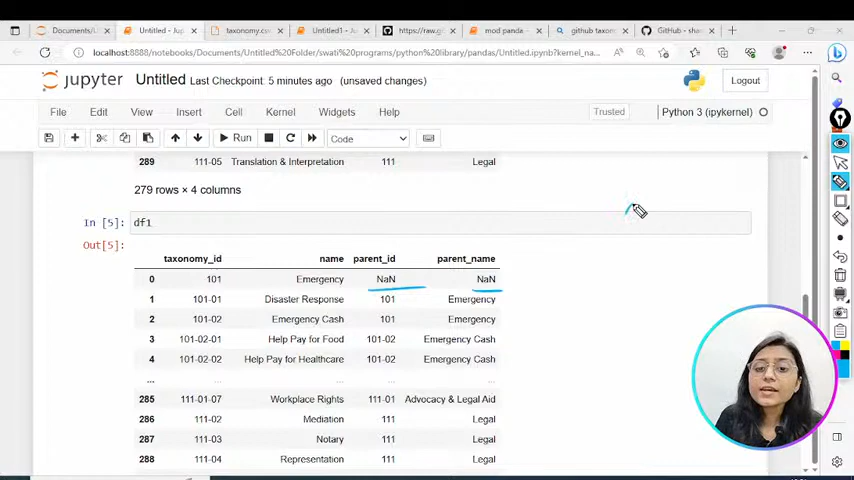 Untitled - Jup
taxonomy.cs
Untitled1 - Jup
https://raw.g
mod panda
github taxon
GitHub - sha
localhost:8888/notebooks/Documents/Untitled%20Folder/swati%20programs/python%20library/pandas/Untitled.ipynb?kernel_na...
jupyter Untitled Last Checkpoint: 5 minutes ago (unsaved changes) Logout
File Edit View Insert Cell Kernel Widgets Help Trusted Python 3 (ipykernel)
Run Code
289 111-05 Translation & Interpretation 111 Legal
279 rows × 4 columns
In [5]: df1
Out[5]:
taxonomy_id name parent_id parent_name
0 101 Emergency NaN NaN
1 101-01 Disaster Response 101 Emergency
2 101-02 Emergency Cash 101 Emergency
3 101-02-01 Help Pay for Food 101-02 Emergency Cash
4 101-02-02 Help Pay for Healthcare 101-02 Emergency Cash
... ... ... ... ...
285 111-01-07 Workplace Rights 111-01 Advocacy & Legal Aid
286 111-02 Mediation 111 Legal
287 111-03 Notary 111 Legal
288 111-04 Representation 111 Legal